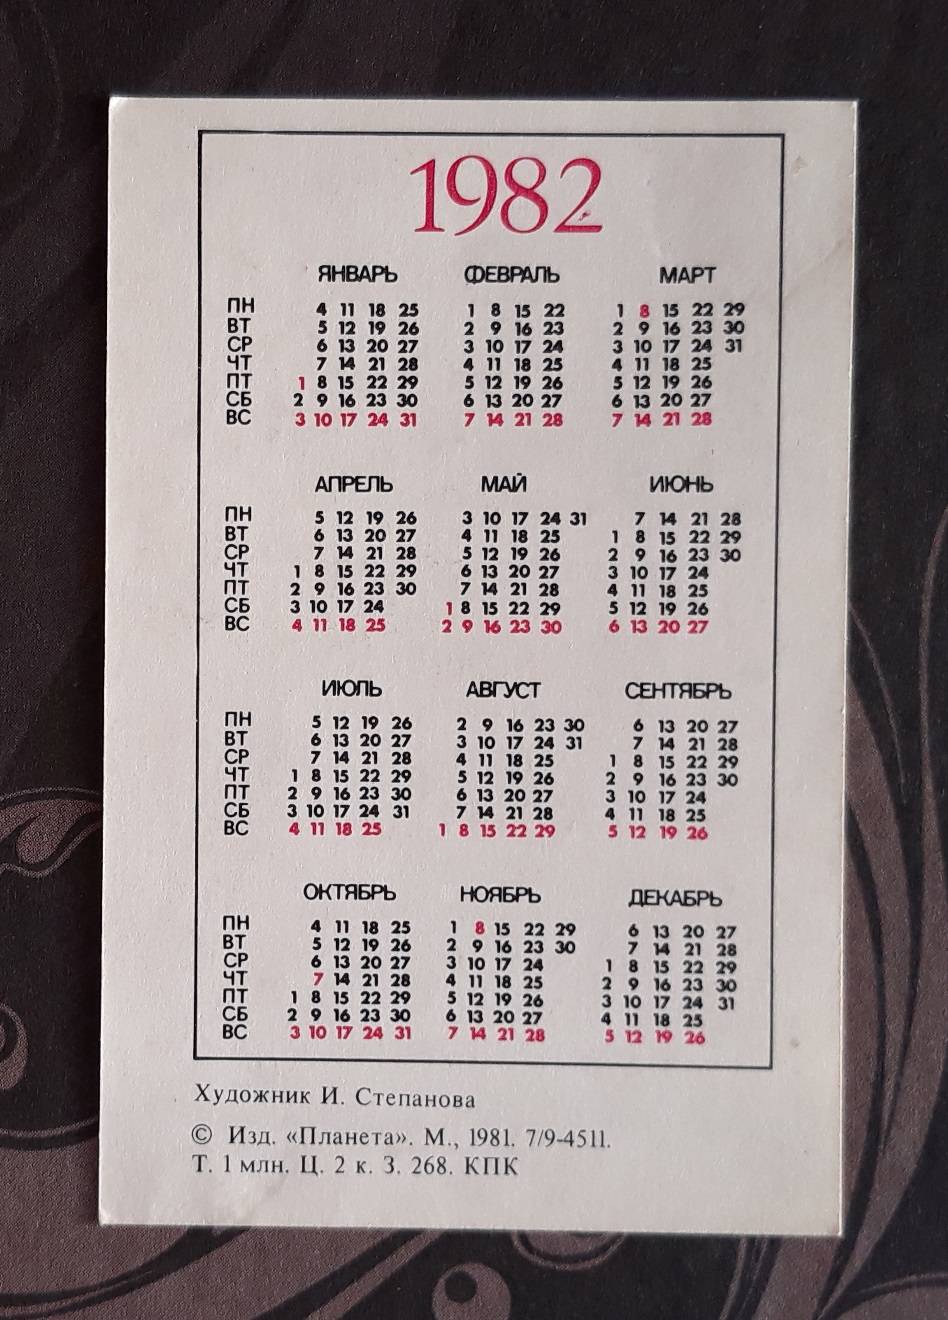 1982
ЯНВАРЬ ФЕВРАЛЬ МАРТ
ПН 4 11 18 25 1 8 15 22 1 8 15 22 29
ВТ 5 12 19 26 2 9 16 23 2 9 16 23 30
СР 6 13 20 27 3 10 17 24 3 10 17 24 31
ЧТ 7 14 21 28 4 11 18 25 4 11 18 25
ПТ 1 8 15 22 29 5 12 19 26 5 12 19 26
СБ 2 9 16 23 30 6 13 20 27 6 13 20 27
ВС 3 10 17 24 31 7 14 21 28 7 14 21 28
АПРЕЛЬ МАЙ ИЮНЬ
ПН 5 12 19 26 3 10 17 24 31 7 14 21 28
ВТ 6 13 20 27 4 11 18 25 1 8 15 22 29
СР 7 14 21 28 5 12 19 26 2 9 16 23 30
ЧТ 1 8 15 22 29 6 13 20 27 3 10 17 24
ПТ 2 9 16 23 30 7 14 21 28 4 11 18 25
СБ 3 10 17 24 1 8 15 22 29 5 12 19 26
ВС 4 11 18 25 2 9 16 23 30 6 13 20 27
ИЮЛЬ АВГУСТ СЕНТЯБРЬ
ПН 5 12 19 26 2 9 16 23 30 6 13 20 27
ВТ 6 13 20 27 3 10 17 24 31 7 14 21 28
СР 7 14 21 28 4 11 18 25 1 8 15 22 29
ЧТ 1 8 15 22 29 5 12 19 26 2 9 16 23 30
ПТ 2 9 16 23 30 6 13 20 27 3 10 17 24
СБ 3 10 17 24 31 7 14 21 28 4 11 18 25
ВС 4 11 18 25 1 8 15 22 29 5 12 19 26
ОКТЯБРЬ НОЯБРЬ ДЕКАБРЬ
ПН 4 11 18 25 1 8 15 22 29 6 13 20 27
ВТ 5 12 19 26 2 9 16 23 30 7 14 21 28
СР 6 13 20 27 3 10 17 24 1 8 15 22 29
ЧТ 7 14 21 28 4 11 18 25 2 9 16 23 30
ПТ 1 8 15 22 29 5 12 19 26 3 10 17 24 31
СБ 2 9 16 23 30 6 13 20 27 4 11 18 25
ВС 3 10 17 24 31 7 14 21 28 5 12 19 26
Художник И. Степанова
© Изд. «Планета». М., 1981. 7/9-4511.
Т. 1 млн. Ц. 2 к. З. 268. КПК